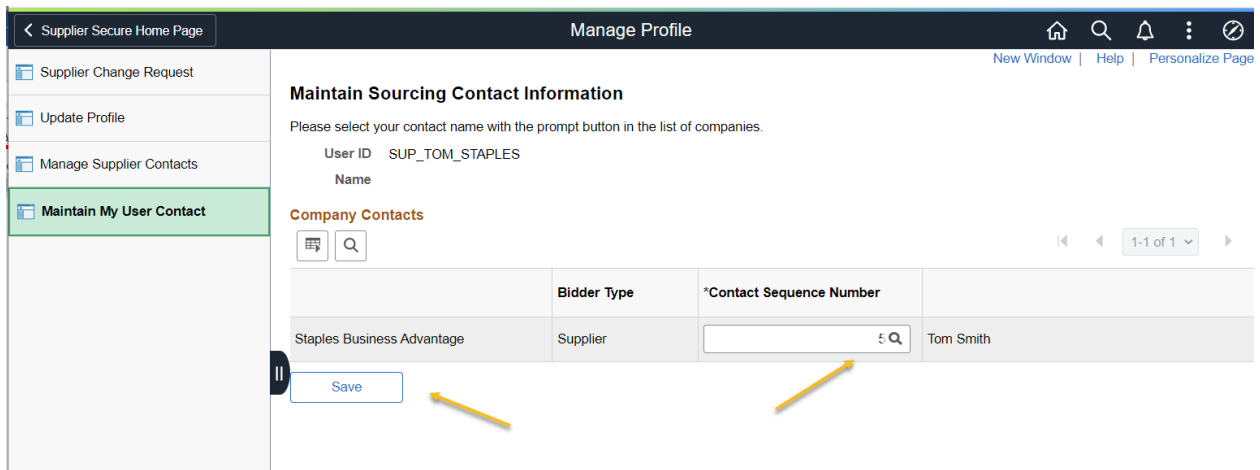 Supplier Secure Home Page
Manage Profile
New Window | Help | Personalize Page
Supplier Change Request
Update Profile
Manage Supplier Contacts
Maintain My User Contact
Maintain Sourcing Contact Information
Please select your contact name with the prompt button in the list of companies.
User ID SUP_TOM_STAPLES
Name
Company Contacts
1-1 of 1
Bidder Type *Contact Sequence Number
Staples Business Advantage Supplier 5 Tom Smith
Save